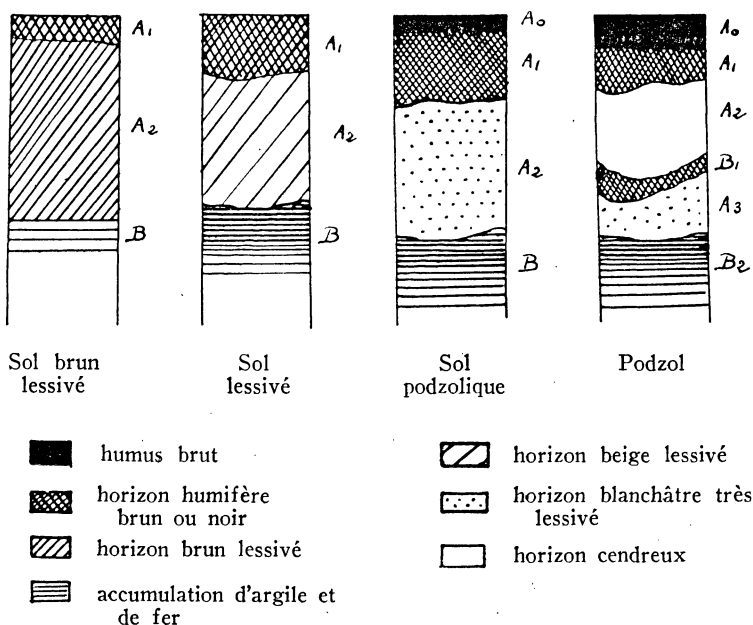 A1
A2
B
A1
A2
B
A0
A1
A2
B
A0
A1
A2
B1
A3
B2
Sol brun
lessivé
Sol
lessivé
Sol
podzolique
Podzol
humus brut
horizon humifère
brun ou noir
horizon brun lessivé
accumulation d'argile et
de fer
horizon beige lessivé
horizon blanchâtre très
lessivé
horizon cendreux